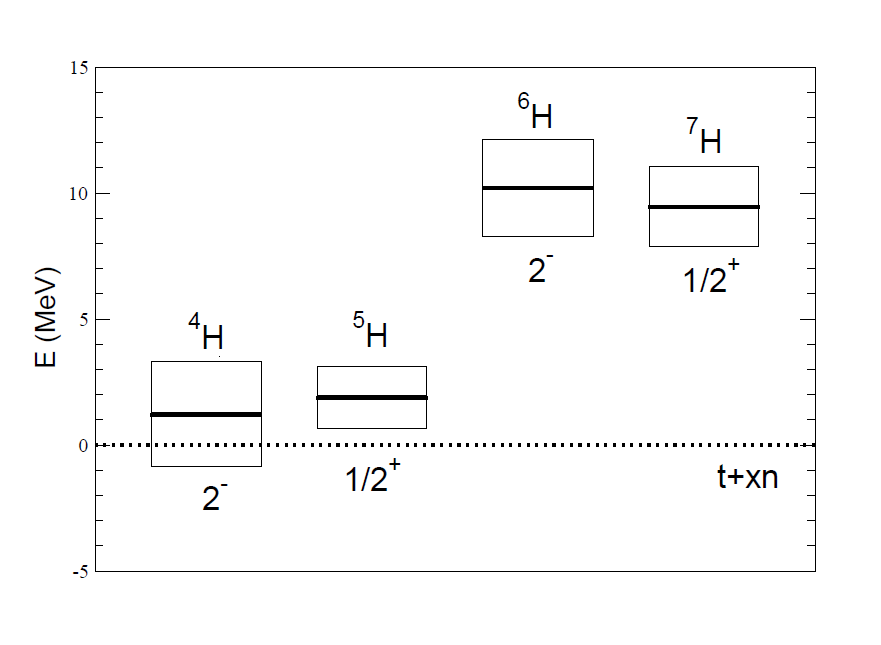 15
10
5
0
-5
E (MeV)
⁴H
⁵H
⁶H
⁷H
2⁻
1/2⁺
2⁻
1/2⁺
t+xn